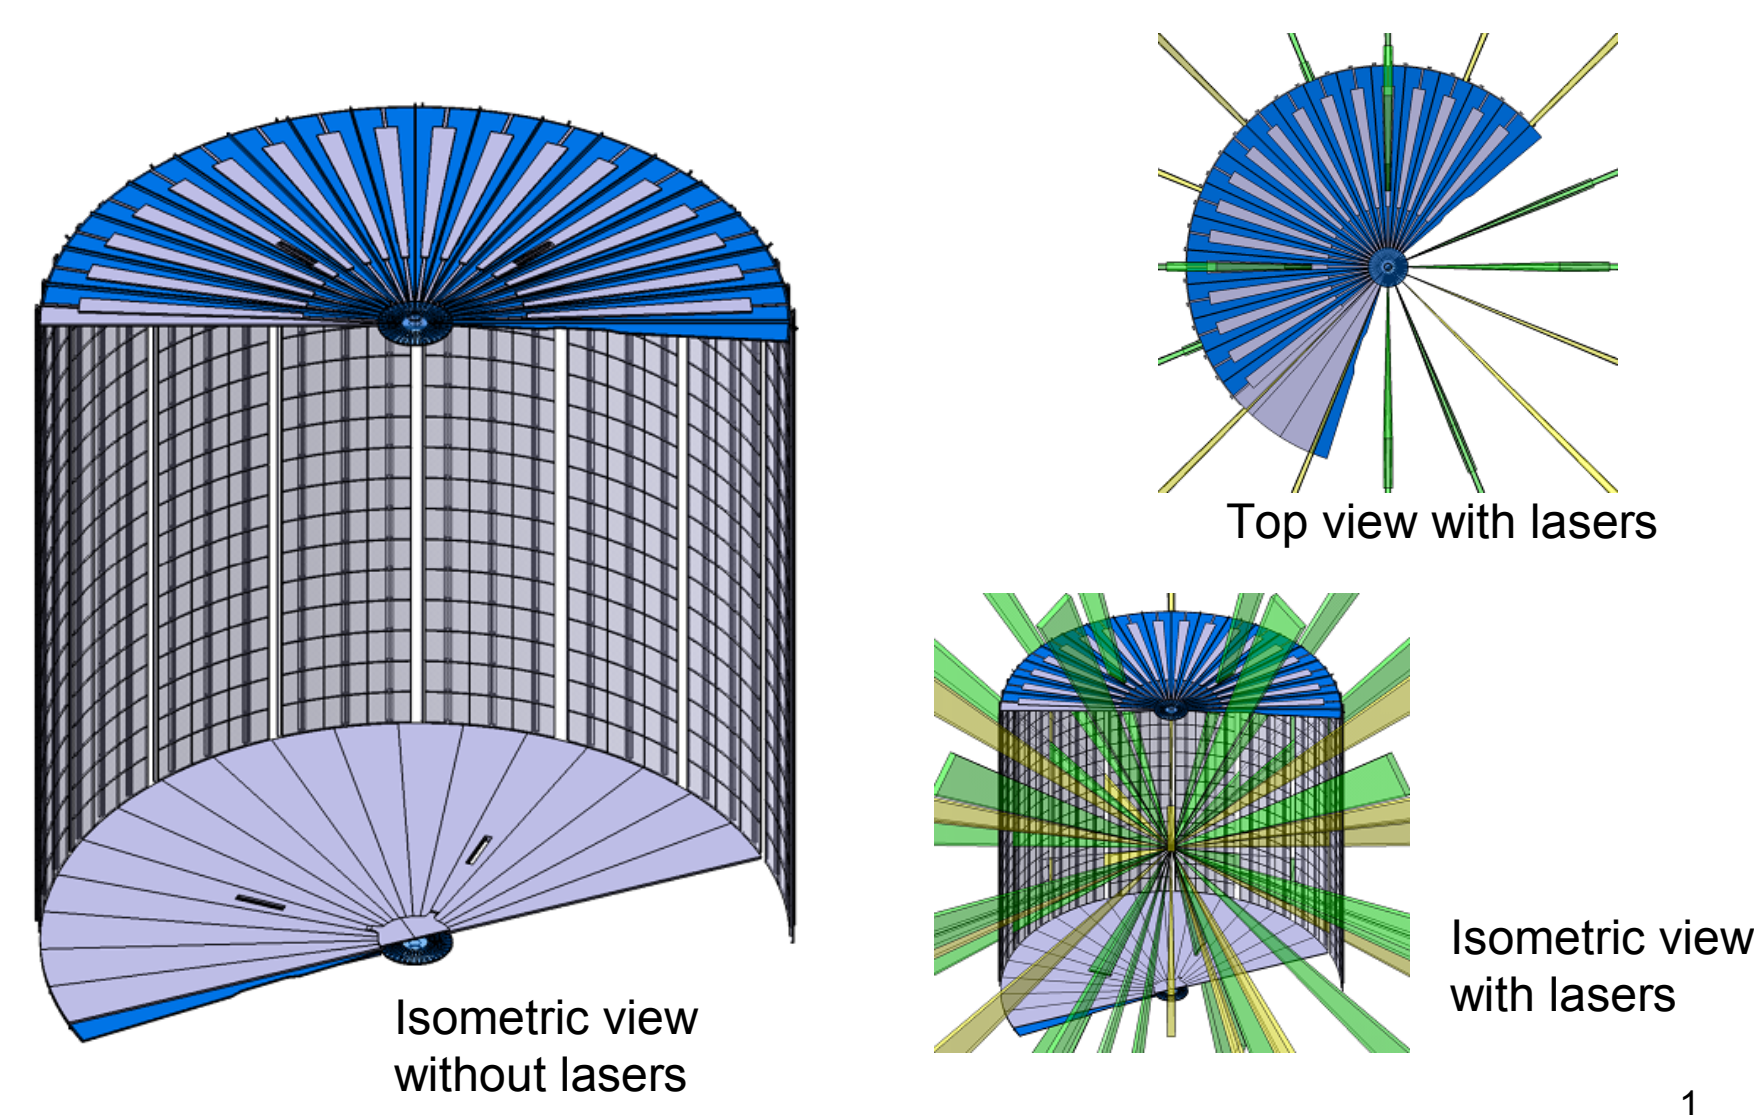 Top view with lasers
Isometric view
with lasers
Isometric view
without lasers
1